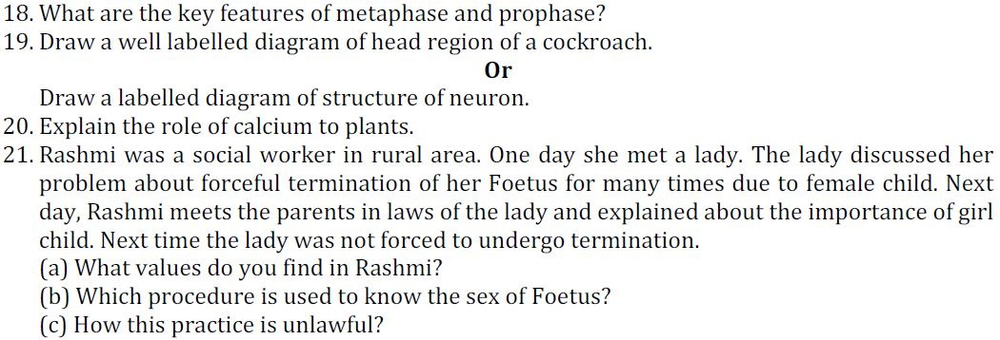 18. What are the key features of metaphase and prophase?
19. Draw a well labelled diagram of head region of a cockroach.
Or
Draw a labelled diagram of structure of neuron.
20. Explain the role of calcium to plants.
21. Rashmi was a social worker in rural area. One day she met a lady. The lady discussed her
problem about forceful termination of her Foetus for many times due to female child. Next
day, Rashmi meets the parents in laws of the lady and explained about the importance of girl
child. Next time the lady was not forced to undergo termination.
(a) What values do you find in Rashmi?
(b) Which procedure is used to know the sex of Foetus?
(c) How this practice is unlawful?